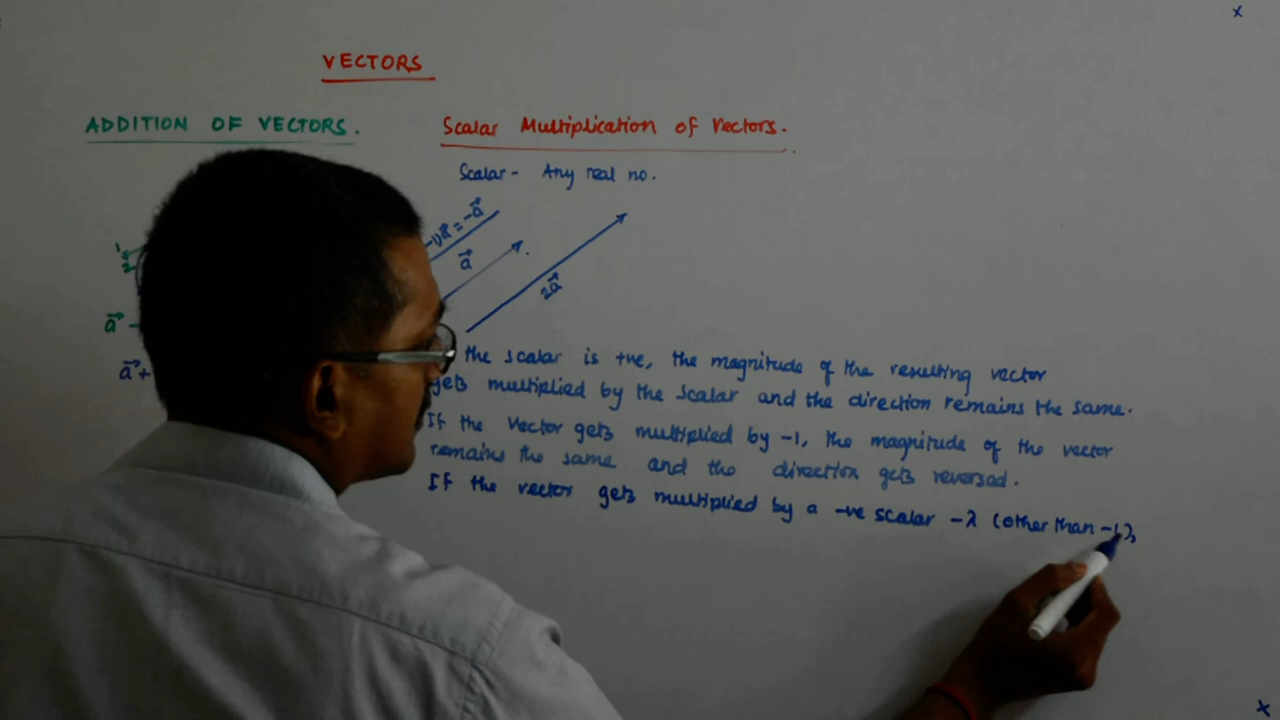 VECTORS
ADDITION OF VECTORS.
Scalar Multiplication of Vectors.
Scalar - Any real no.
-1)a⃗ = -a⃗
a⃗
2a⃗
1
2
a⃗
a⃗ +
the scalar is +ve, the magnitude of the resulting vector
gets multiplied by the scalar and the direction remains the same.
If the vector gets multiplied by -1, the magnitude of the vector
remains the same and the direction gets reversed.
If the vector gets multiplied by a -ve scalar -λ (other than -1),